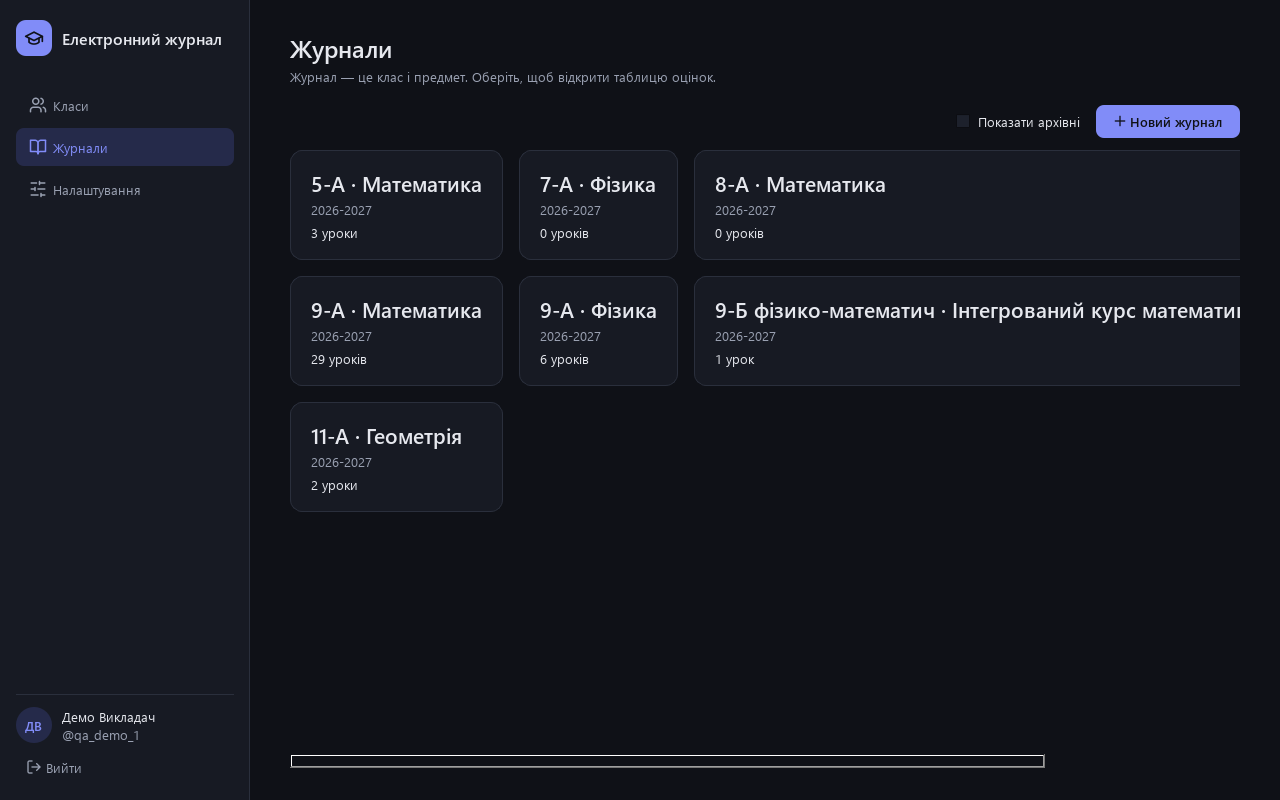 Електронний журнал
Класи
Журнали
Налаштування
Демо Викладач
@qa_demo_1
Вийти
Журнали
Журнал — це клас і предмет. Оберіть, щоб відкрити таблицю оцінок.
Показати архівні
Новий журнал
5-А · Математика
2026-2027
3 уроки
7-А · Фізика
2026-2027
0 уроків
8-А · Математика
2026-2027
0 уроків
9-А · Математика
2026-2027
29 уроків
9-А · Фізика
2026-2027
6 уроків
9-Б фізико-математич · Інтегрований курс математи
2026-2027
1 урок
11-А · Геометрія
2026-2027
2 уроки
ДВ